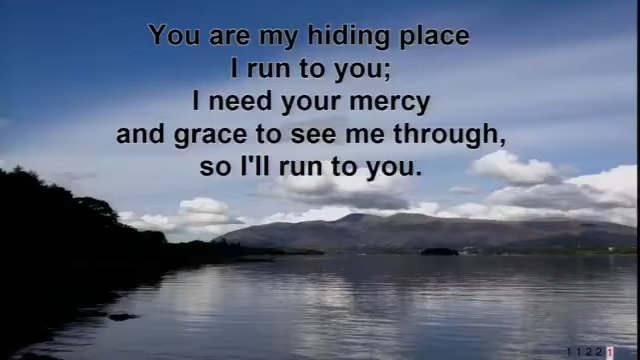 You are my hiding place
I run to you;
I need your mercy
and grace to see me through,
so I'll run to you.
1 1 2 2 1